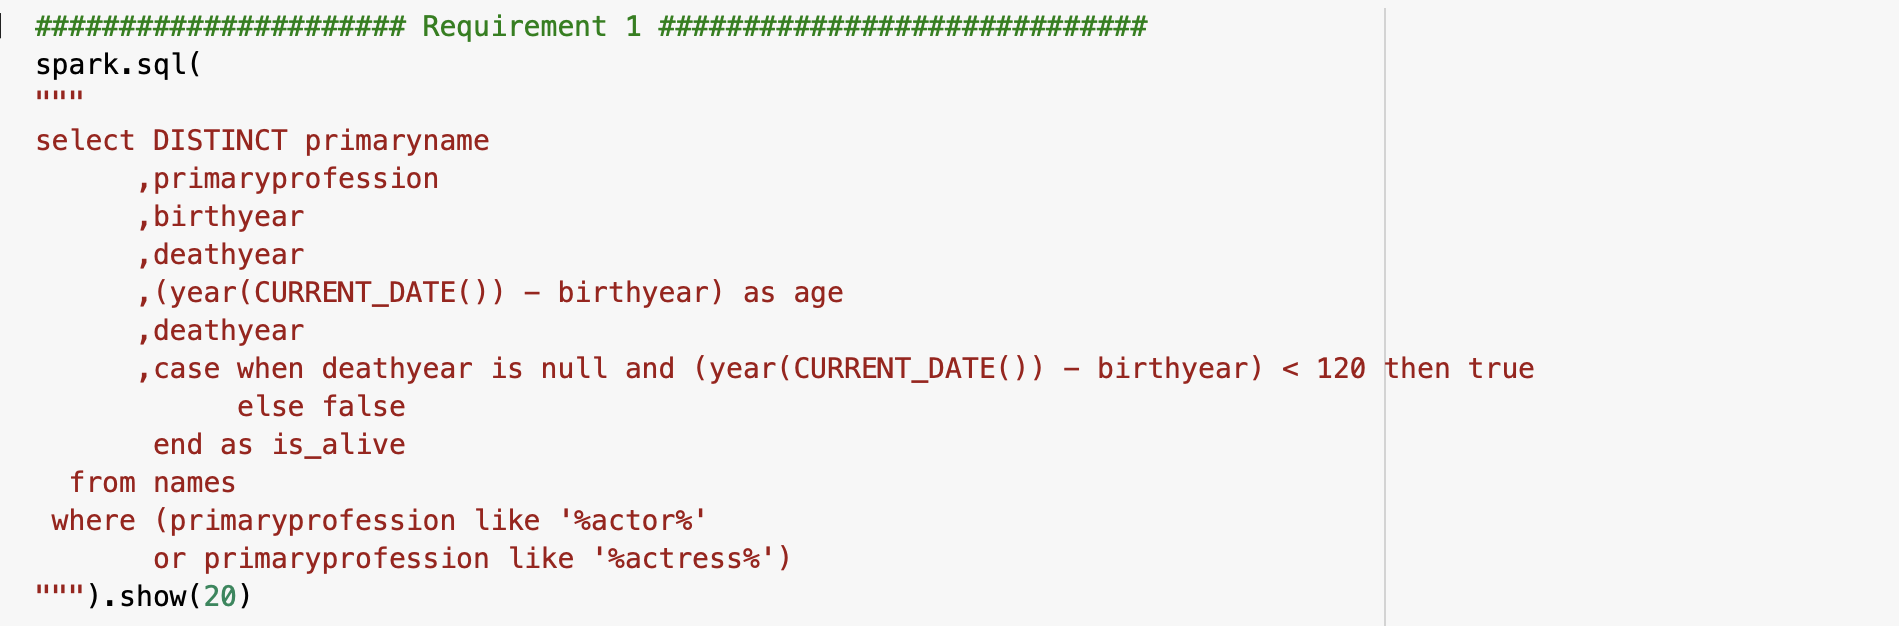 ###################### Requirement 1 #############################
spark.sql(
"""
select DISTINCT primaryname
      ,primaryprofession
      ,birthyear
      ,deathyear
      ,(year(CURRENT_DATE()) - birthyear) as age
      ,deathyear
      ,case when deathyear is null and (year(CURRENT_DATE()) - birthyear) < 120 then true
            else false
       end as is_alive
  from names
 where (primaryprofession like '%actor%'
       or primaryprofession like '%actress%')
""").show(20)